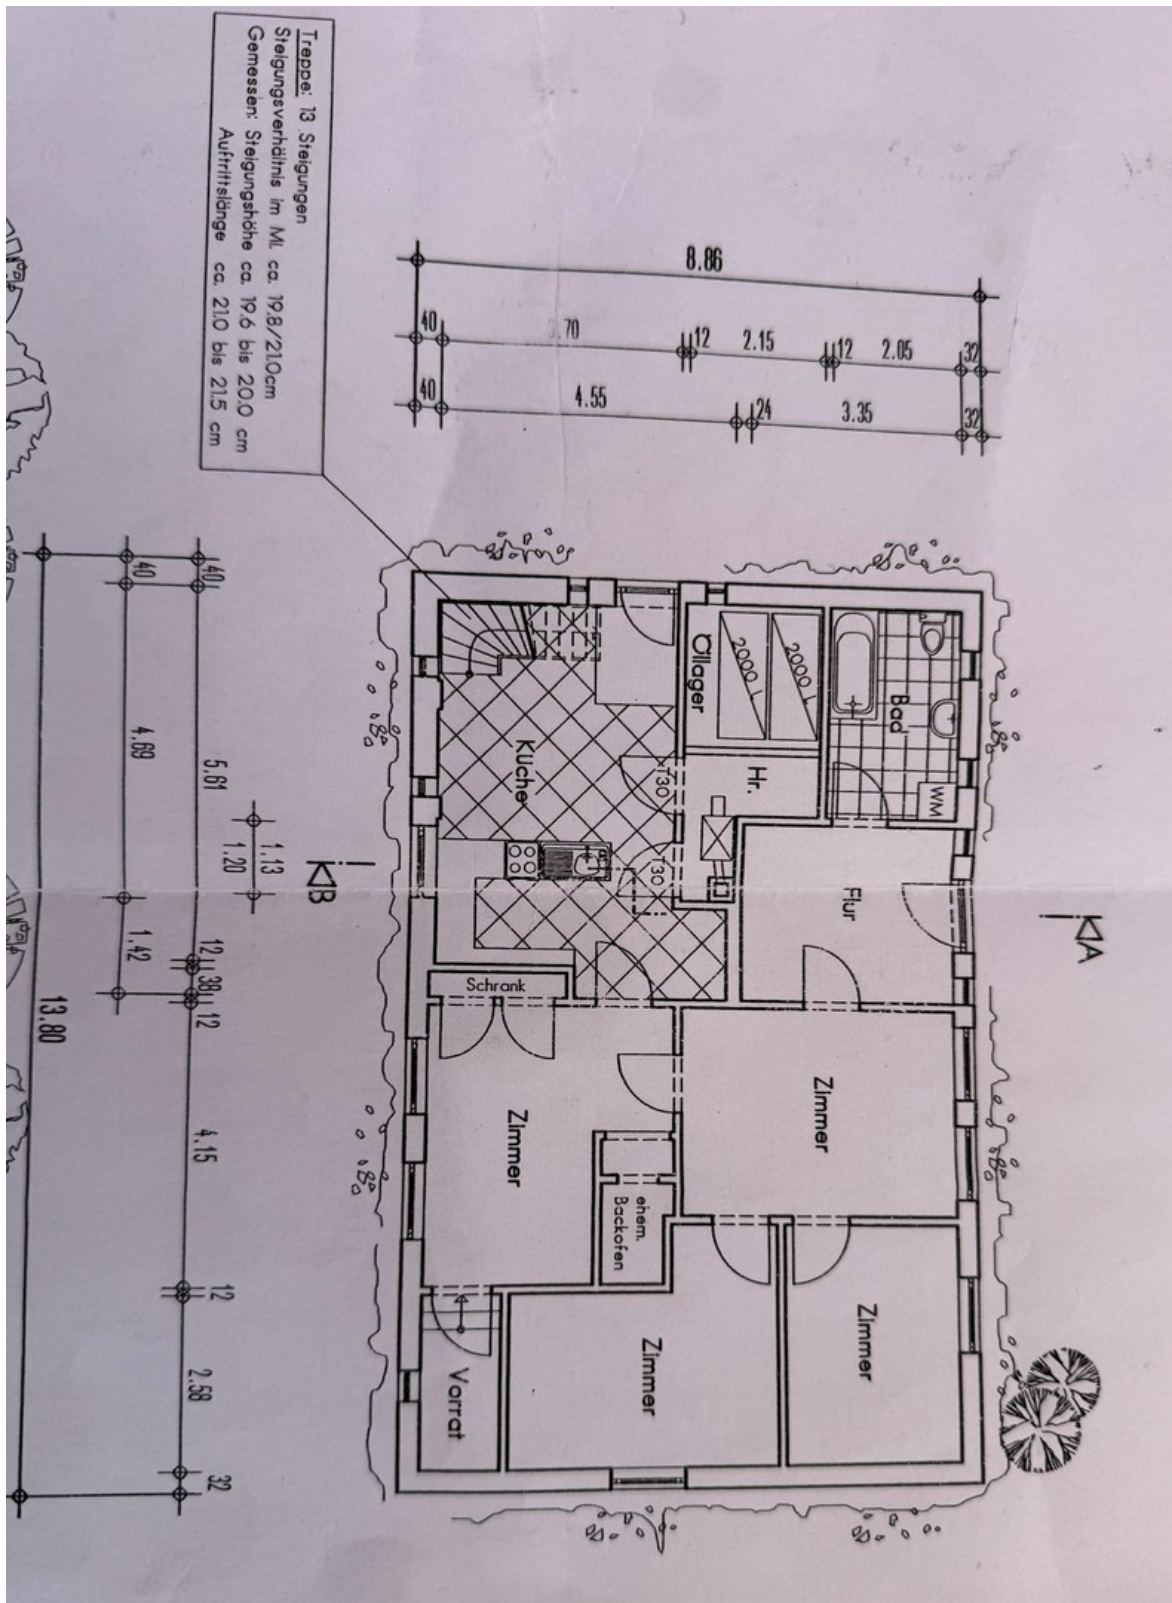 Treppe: 13 Steigungen
Steigungsverhältnis im ML ca. 19.8/21.0cm
Gemessen: Steigungshöhe ca. 19.6 bis 20.0 cm
Auftrittslänge ca. 21.0 bis 21.5 cm
8.86
40 12 2.15 12 2.05 32
40 4.55 24 3.35 32
Öllager
2000 L
2000 L
Bad
WM
Hr.
Küche
T30
T30
Flur
A
B
Schrank
Zimmer
Zimmer
ehem.
Backofen
Zimmer
Zimmer
Vorrat
1.13
1.20
40 5.61 12 38 12 4.15 12 2.58 32
40 4.69 1.42
13.80